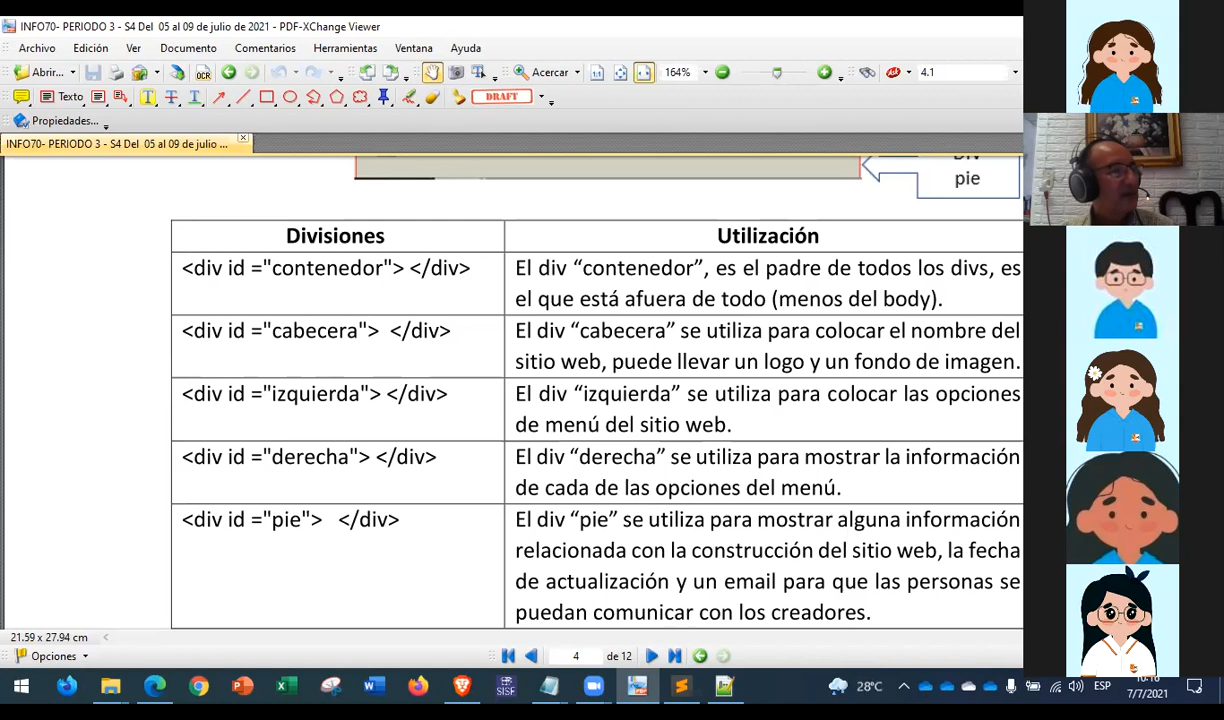 INFO70- PERIODO 3 - S4 Del 05 al 09 de julio de 2021 - PDF-XChange Viewer
Archivo Edición Ver Documento Comentarios Herramientas Ventana Ayuda
Abrir... OCR Acercar 164% 4.1
Texto T T T DRAFT
Propiedades...
INFO70- PERIODO 3 - S4 Del 05 al 09 de julio ...
pie
Divisiones Utilización
<div id ="contenedor"> </div> El div “contenedor”, es el padre de todos los divs, es
el que está afuera de todo (menos del body).
<div id ="cabecera"> </div> El div “cabecera” se utiliza para colocar el nombre del
sitio web, puede llevar un logo y un fondo de imagen.
<div id ="izquierda"> </div> El div “izquierda” se utiliza para colocar las opciones
de menú del sitio web.
<div id ="derecha"> </div> El div “derecha” se utiliza para mostrar la información
de cada de las opciones del menú.
<div id ="pie"> </div> El div “pie” se utiliza para mostrar alguna información
relacionada con la construcción del sitio web, la fecha
de actualización y un email para que las personas se
puedan comunicar con los creadores.
21.59 x 27.94 cm
Opciones 4 de 12
SISF 28°C ESP
7/7/2021